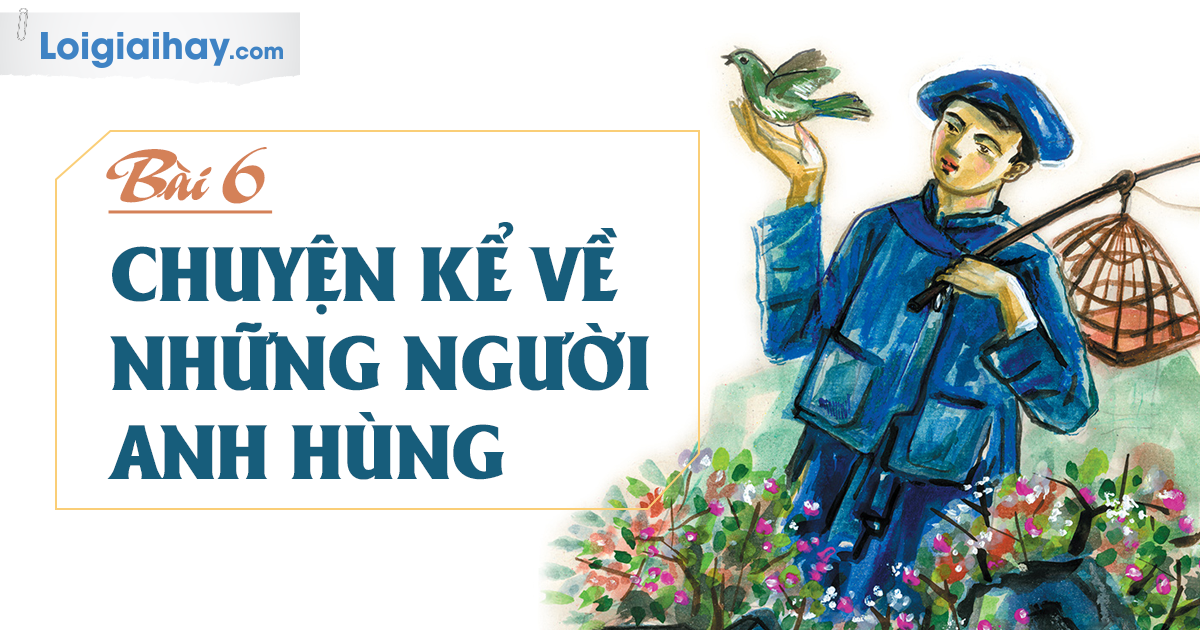 Loigiaihay.com
Bài 6
CHUYỆN KỂ VỀ
NHỮNG NGƯỜI
ANH HÙNG